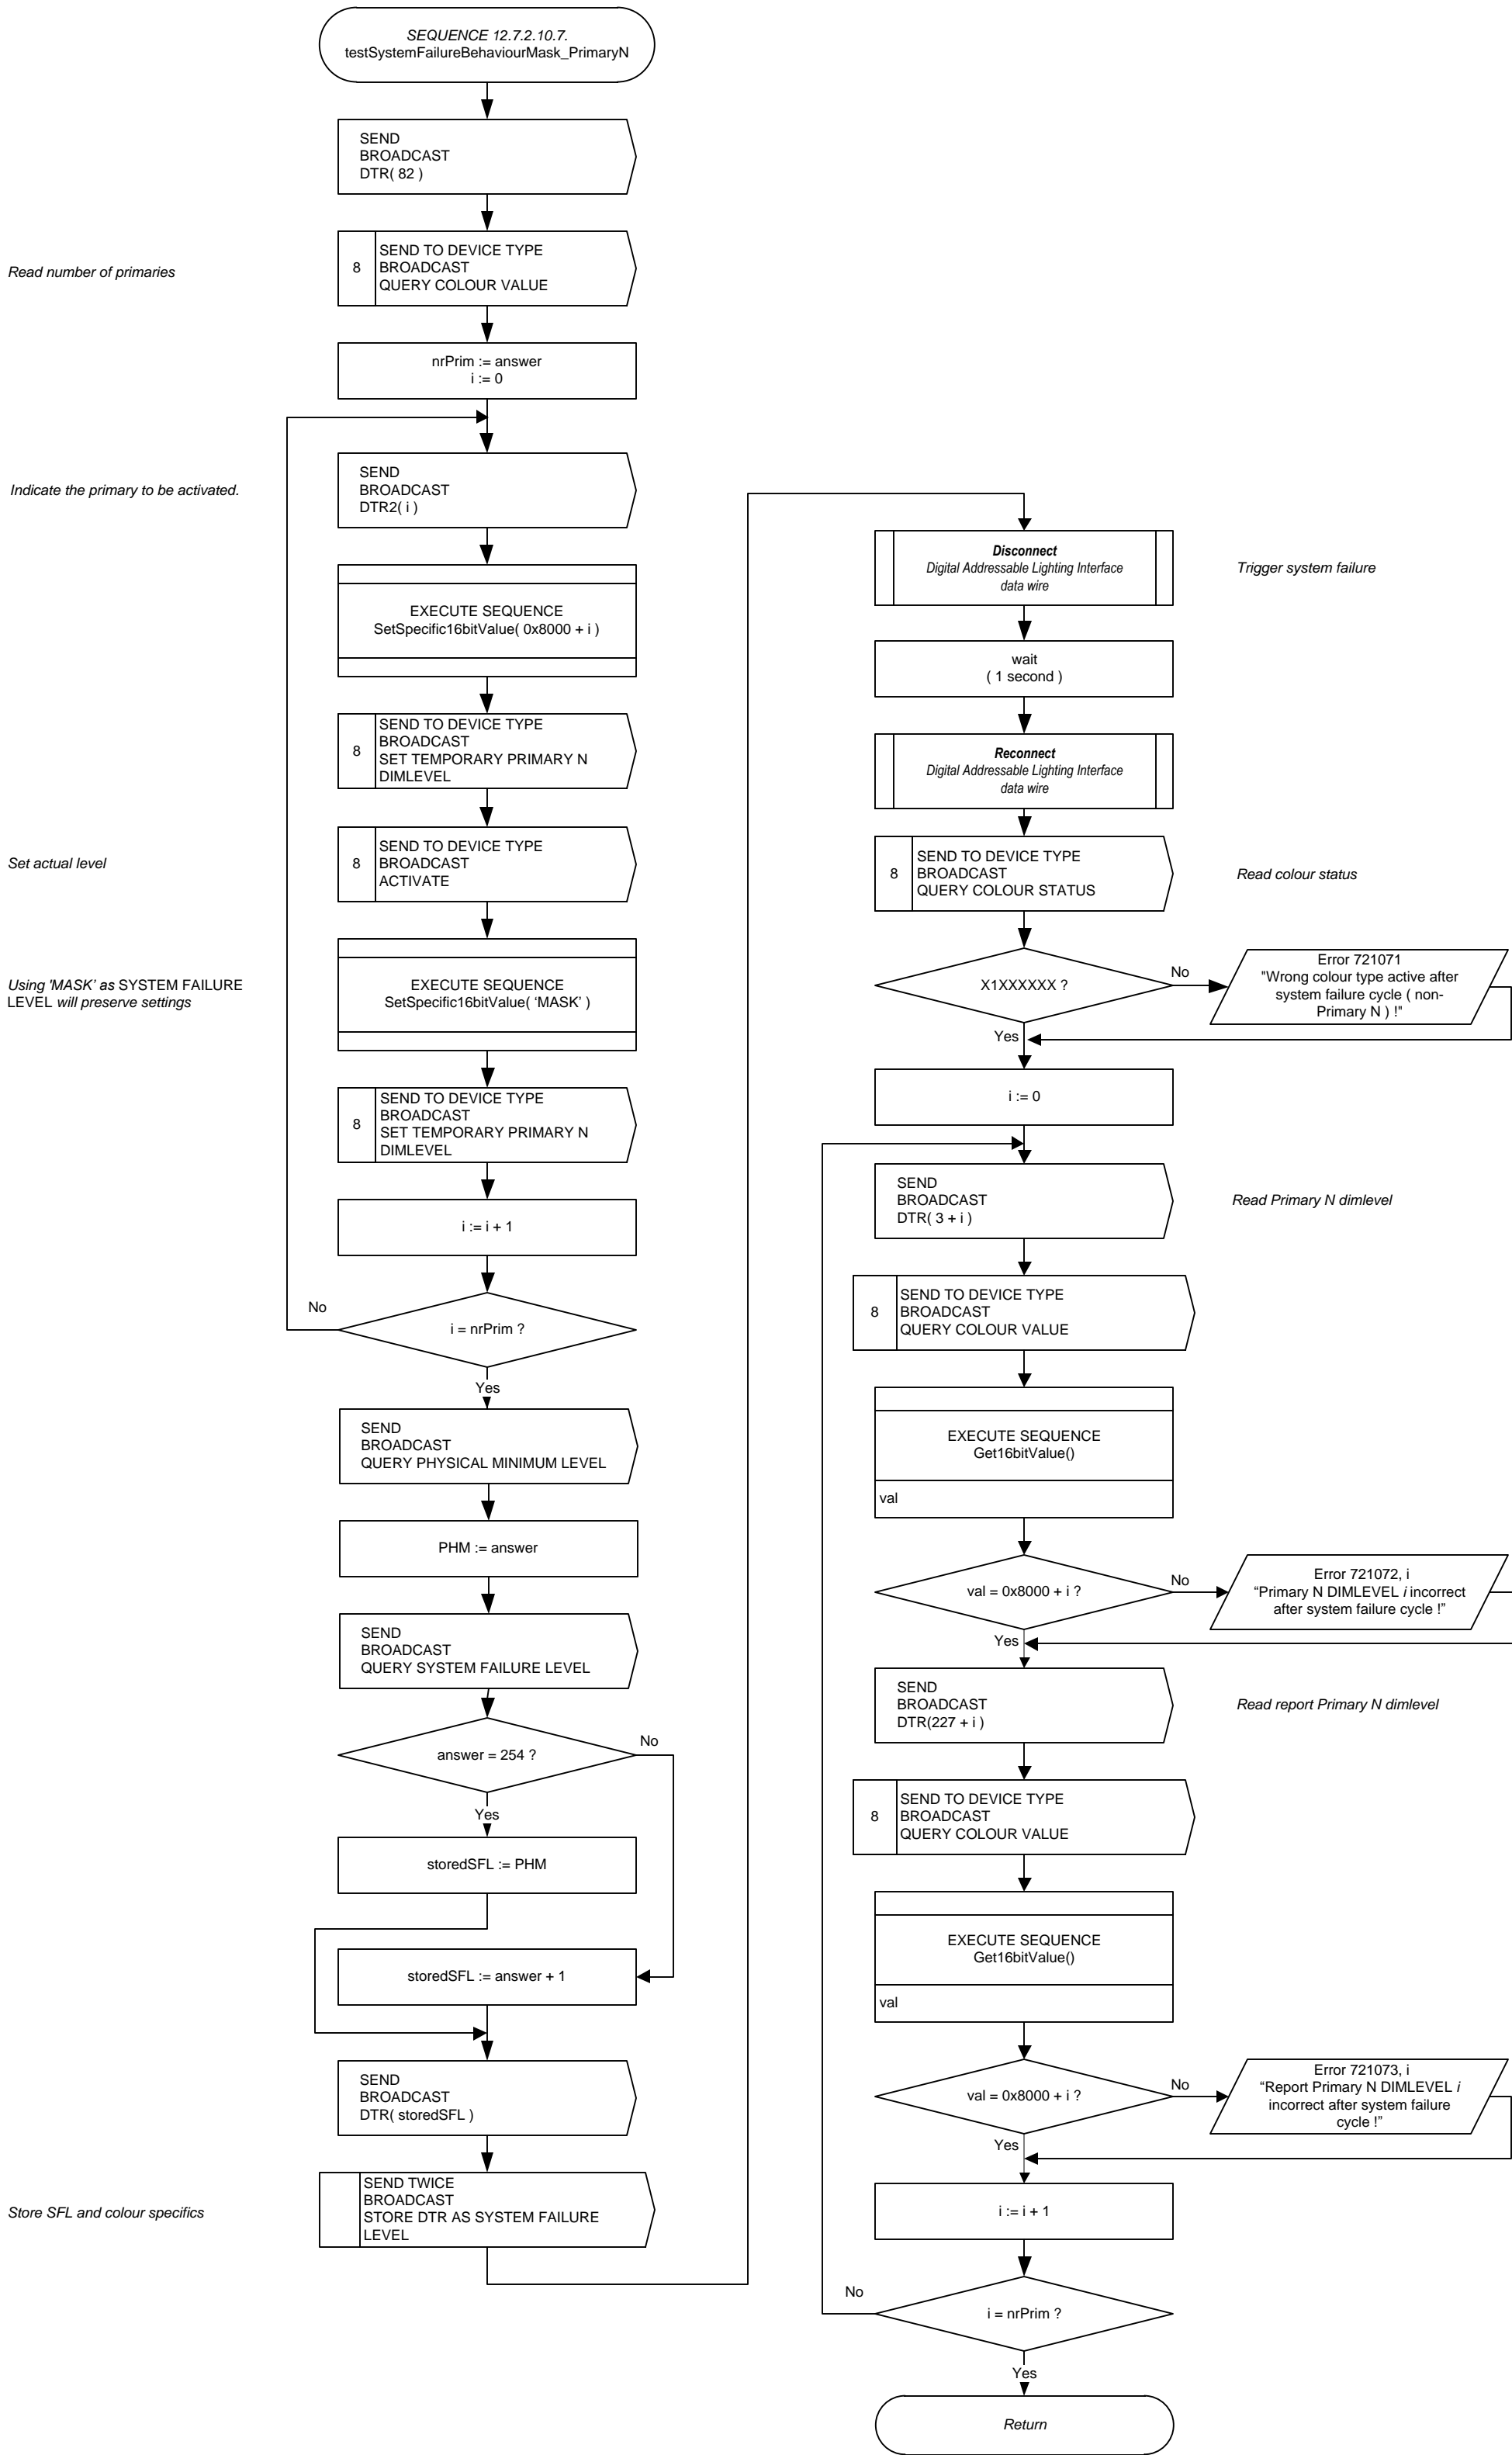 SEQUENCE 12.7.2.10.7.
testSystemFailureBehaviourMask_PrimaryN
SEND
BROADCAST
DTR( 82 )
Read number of primaries
8
SEND TO DEVICE TYPE
BROADCAST
QUERY COLOUR VALUE
nrPrim := answer
i := 0
Indicate the primary to be activated.
SEND
BROADCAST
DTR2( i )
EXECUTE SEQUENCE
SetSpecific16bitValue( 0x8000 + i )
8
SEND TO DEVICE TYPE
BROADCAST
SET TEMPORARY PRIMARY N
DIMLEVEL
Set actual level
8
SEND TO DEVICE TYPE
BROADCAST
ACTIVATE
Using 'MASK' as SYSTEM FAILURE
LEVEL will preserve settings
EXECUTE SEQUENCE
SetSpecific16bitValue( ‘MASK’ )
8
SEND TO DEVICE TYPE
BROADCAST
SET TEMPORARY PRIMARY N
DIMLEVEL
i := i + 1
No
i = nrPrim ?
Yes
SEND
BROADCAST
QUERY PHYSICAL MINIMUM LEVEL
PHM := answer
SEND
BROADCAST
QUERY SYSTEM FAILURE LEVEL
No
answer = 254 ?
Yes
storedSFL := PHM
storedSFL := answer + 1
SEND
BROADCAST
DTR( storedSFL )
Store SFL and colour specifics
SEND TWICE
BROADCAST
STORE DTR AS SYSTEM FAILURE
LEVEL
Disconnect
Digital Addressable Lighting Interface
data wire
Trigger system failure
wait
( 1 second )
Reconnect
Digital Addressable Lighting Interface
data wire
8
SEND TO DEVICE TYPE
BROADCAST
QUERY COLOUR STATUS
Read colour status
X1XXXXXX ?
No
Error 721071
"Wrong colour type active after
system failure cycle ( non-
Primary N ) !"
Yes
i := 0
SEND
BROADCAST
DTR( 3 + i )
Read Primary N dimlevel
8
SEND TO DEVICE TYPE
BROADCAST
QUERY COLOUR VALUE
EXECUTE SEQUENCE
Get16bitValue()
val
val = 0x8000 + i ?
No
Error 721072, i
“Primary N DIMLEVEL i incorrect
after system failure cycle !”
Yes
SEND
BROADCAST
DTR(227 + i )
Read report Primary N dimlevel
8
SEND TO DEVICE TYPE
BROADCAST
QUERY COLOUR VALUE
EXECUTE SEQUENCE
Get16bitValue()
val
val = 0x8000 + i ?
No
Error 721073, i
“Report Primary N DIMLEVEL i
incorrect after system failure
cycle !”
Yes
i := i + 1
No
i = nrPrim ?
Yes
Return